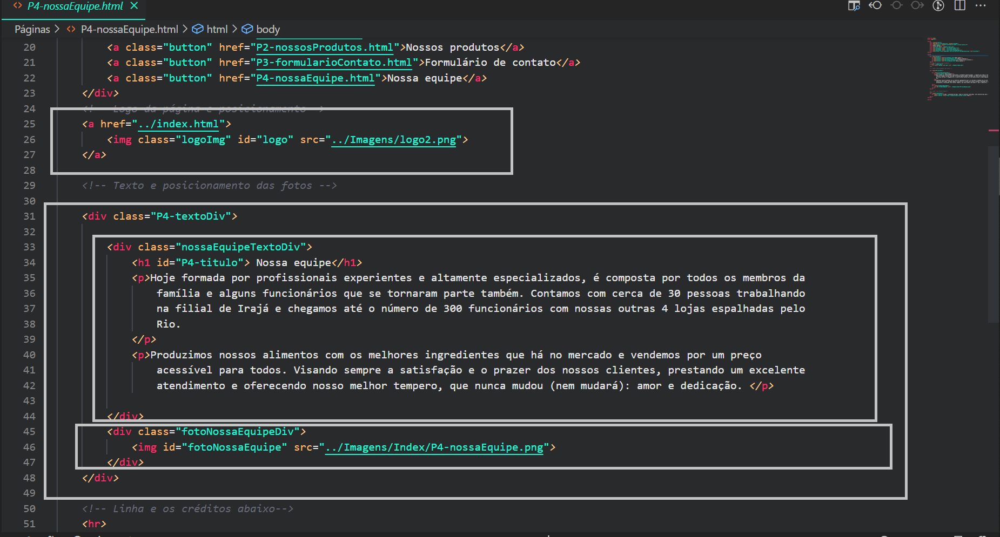 <> P4-nossaEquipe.html ×
Páginas > <> P4-nossaEquipe.html > html > body
20 <a class="button" href="P2-nossosProdutos.html">Nossos produtos</a>
21 <a class="button" href="P3-formularioContato.html">Formulário de contato</a>
22 <a class="button" href="P4-nossaEquipe.html">Nossa equipe</a>
23 </div>
24 <!-- Logo da página e posicionamento -->
25 <a href="../index.html">
26 <img class="logoImg" id="logo" src="../Imagens/logo2.png">
27 </a>
28
29 <!-- Texto e posicionamento das fotos -->
30
31 <div class="P4-textoDiv">
32
33 <div class="nossaEquipeTextoDiv">
34 <h1 id="P4-titulo"> Nossa equipe</h1>
35 <p>Hoje formada por profissionais experientes e altamente especializados, é composta por todos os membros da
36 família e alguns funcionários que se tornaram parte também. Contamos com cerca de 30 pessoas trabalhando
37 na filial de Irajá e chegamos até o número de 300 funcionários com nossas outras 4 lojas espalhadas pelo
38 Rio.
39 </p>
40 <p>Produzimos nossos alimentos com os melhores ingredientes que há no mercado e vendemos por um preço
41 acessível para todos. Visando sempre a satisfação e o prazer dos nossos clientes, prestando um excelente
42 atendimento e oferecendo nosso melhor tempero, que nunca mudou (nem mudará): amor e dedicação. </p>
43
44 </div>
45 <div class="fotoNossaEquipeDiv">
46 <img id="fotoNossaEquipe" src="../Imagens/Index/P4-nossaEquipe.png">
47 </div>
48 </div>
49
50 <!-- Linha e os créditos abaixo-->
51 <hr>